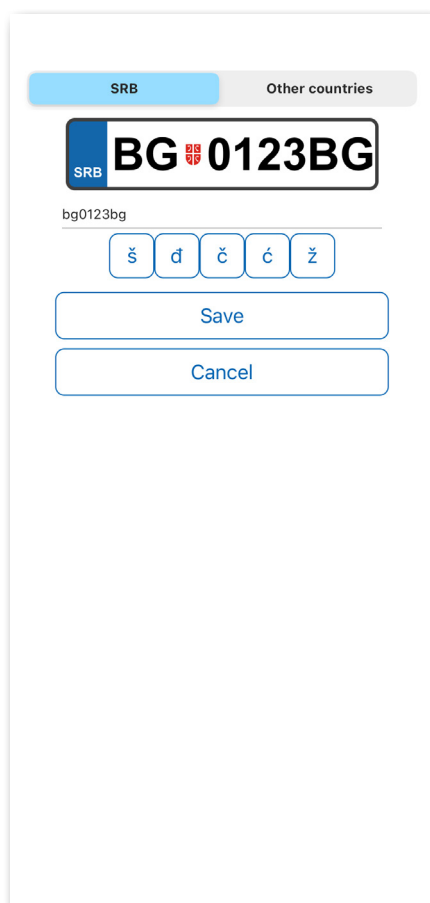 SRB Other countries
SRB BG 0123BG
bg0123bg
š đ č ć ž
Save
Cancel